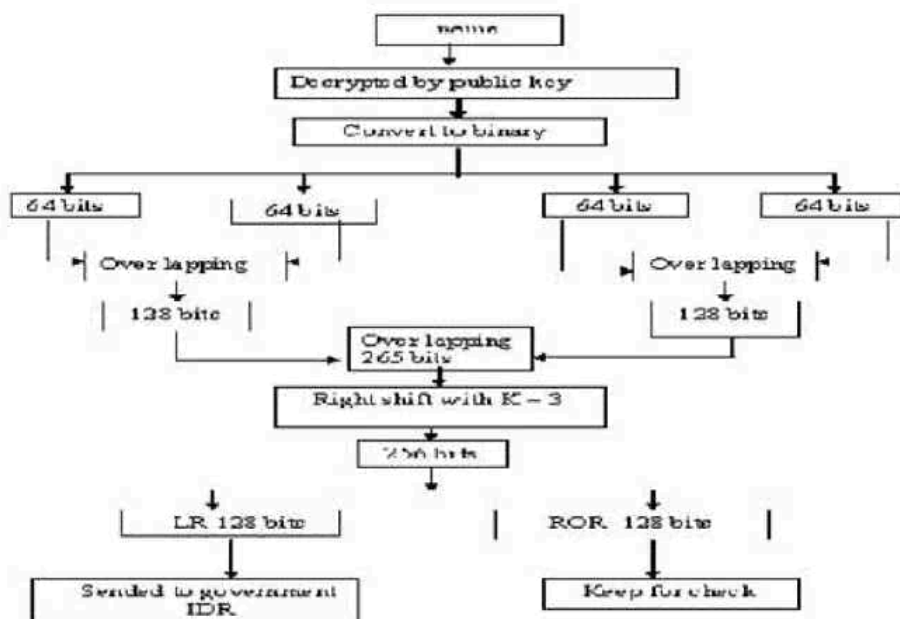 name
Decrypted by public key
Convert to binary
64 bits
64 bits
64 bits
64 bits
Over lapping
Over lapping
128 bits
128 bits
Over lapping
265 bits
Right shift with K – 3
256 bits
LR 128 bits
ROR 128 bits
Sended to government
IDR
Keep for check